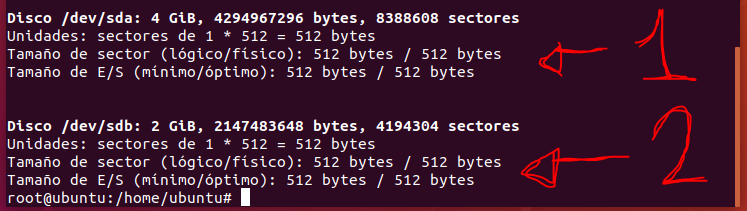 Disco /dev/sda: 4 GiB, 4294967296 bytes, 8388608 sectores
Unidades: sectores de 1 * 512 = 512 bytes
Tamaño de sector (lógico/físico): 512 bytes / 512 bytes
Tamaño de E/S (mínimo/óptimo): 512 bytes / 512 bytes
1
Disco /dev/sdb: 2 GiB, 2147483648 bytes, 4194304 sectores
Unidades: sectores de 1 * 512 = 512 bytes
Tamaño de sector (lógico/físico): 512 bytes / 512 bytes
Tamaño de E/S (mínimo/óptimo): 512 bytes / 512 bytes
2
root@ubuntu:/home/ubuntu#